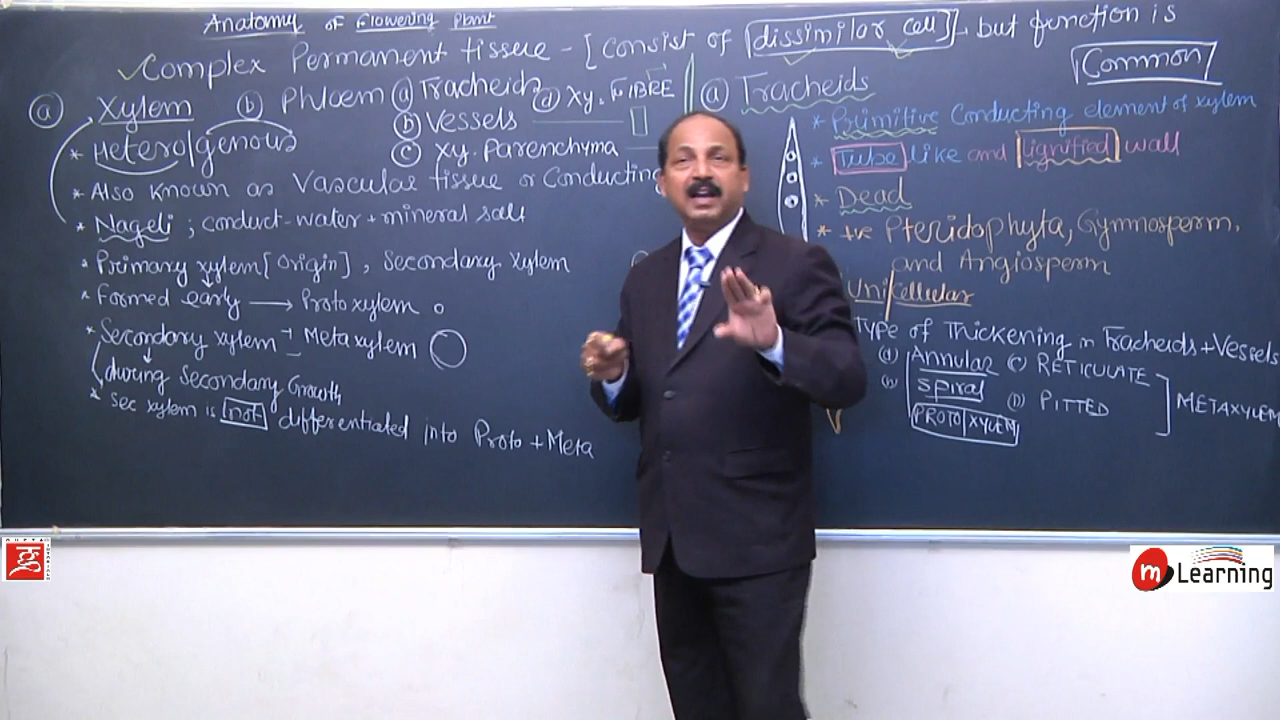 Anatomy of Flowering Plant
Complex Permanent tissue - [Consist of dissimilar cell], but function is Common
(a) Xylem (b) Phloem
(a) Tracheids (d) Xy. FIBRE
(b) Vessels
(c) Xy. Parenchyma
* Hetero/genous
* Also known as Vascular tissue or Conducting
* Nageli ; conduct-water + mineral salt
* Primary xylem [Origin], Secondary Xylem
* Formed early → Protoxylem
* Secondary xylem + Metaxylem
during Secondary Growth
* Sec xylem is not differentiated into Proto + Meta
(a) Tracheids
* Primitive Conducting element of xylem
* Tube like and lignified wall
* Dead
* +ve Pteridophyta, Gymnosperm,
and Angiosperm
Unicellular
Type of Thickening in Tracheids + Vessels
Annular (c) RETICULATE
Spiral PITTED
PROTO XYLEM METAXYLEM
m Learning